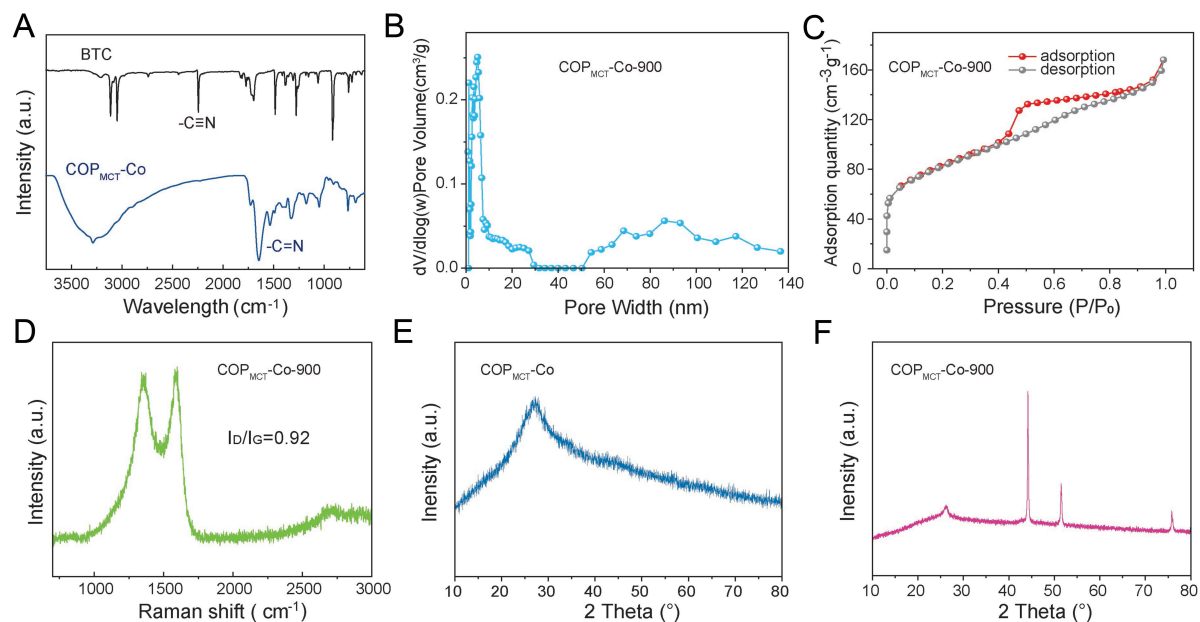 A
BTC
-C≡N
COPMCT-Co
-C=N
Intensity (a.u.)
3500 3000 2500 2000 1500 1000
Wavelength (cm-1)
B
COPMCT-Co-900
dV/dlog(w)Pore Volume(cm3/g)
0.2
0.1
0.0
0 20 40 60 80 100 120 140
Pore Width (nm)
C
COPMCT-Co-900
adsorption
desorption
Adsorption quantity (cm-3 g-1)
160
120
80
40
0
0.0 0.2 0.4 0.6 0.8 1.0
Pressure (P/P0)
D
COPMCT-Co-900
ID/IG=0.92
Intensity (a.u.)
1000 1500 2000 2500 3000
Raman shift ( cm-1)
E
COPMCT-Co
Inensity (a.u.)
10 20 30 40 50 60 70 80
2 Theta (°)
F
COPMCT-Co-900
Inensity (a.u.)
10 20 30 40 50 60 70 80
2 Theta (°)